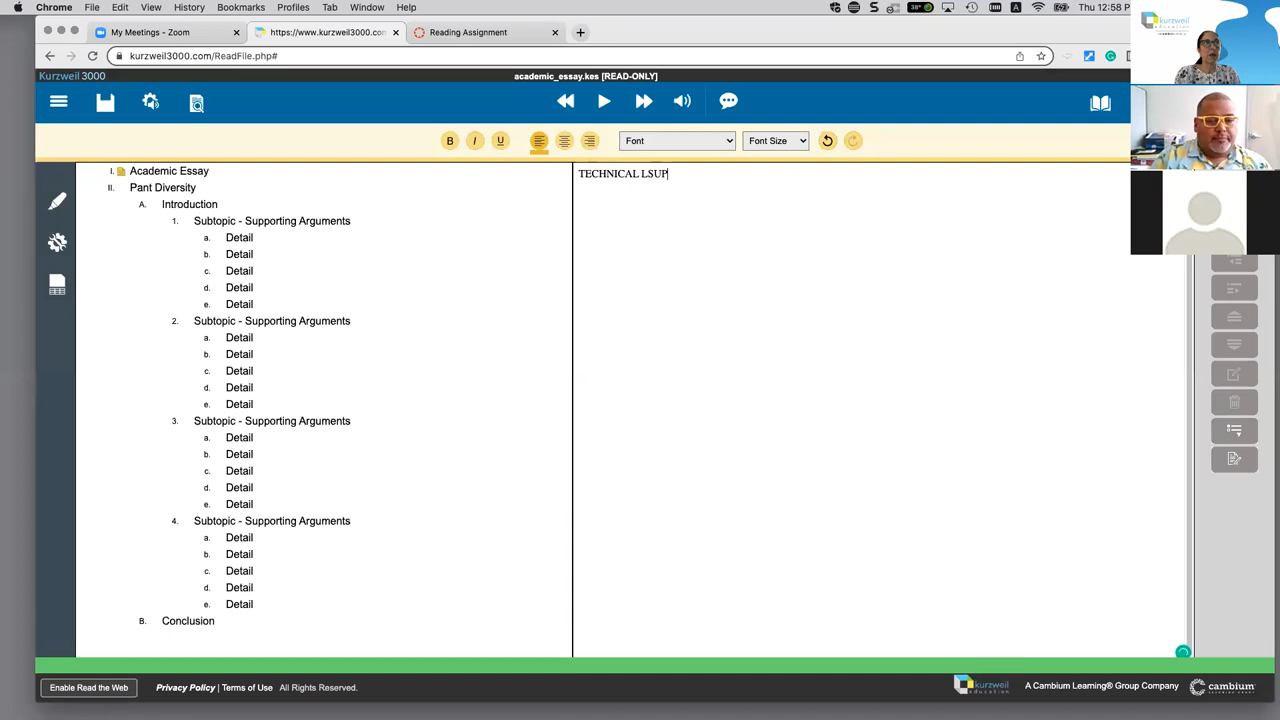 Chrome File Edit View History Bookmarks Profiles Tab Window Help 38° A Thu 12:58 P
My Meetings - Zoom https://www.kurzweil3000.com Reading Assignment
kurzweil3000.com/ReadFile.php#
Kurzweil 3000 academic_essay.kes [READ-ONLY]
B I U Font Font Size
I. Academic Essay
II. Pant Diversity
A. Introduction
1. Subtopic - Supporting Arguments
a. Detail
b. Detail
c. Detail
d. Detail
e. Detail
2. Subtopic - Supporting Arguments
a. Detail
b. Detail
c. Detail
d. Detail
e. Detail
3. Subtopic - Supporting Arguments
a. Detail
b. Detail
c. Detail
d. Detail
e. Detail
4. Subtopic - Supporting Arguments
a. Detail
b. Detail
c. Detail
d. Detail
e. Detail
B. Conclusion
TECHNICAL LSUP
kurzweil
education
Enable Read the Web Privacy Policy | Terms of Use All Rights Reserved. kurzweil education A Cambium Learning® Group Company cambium